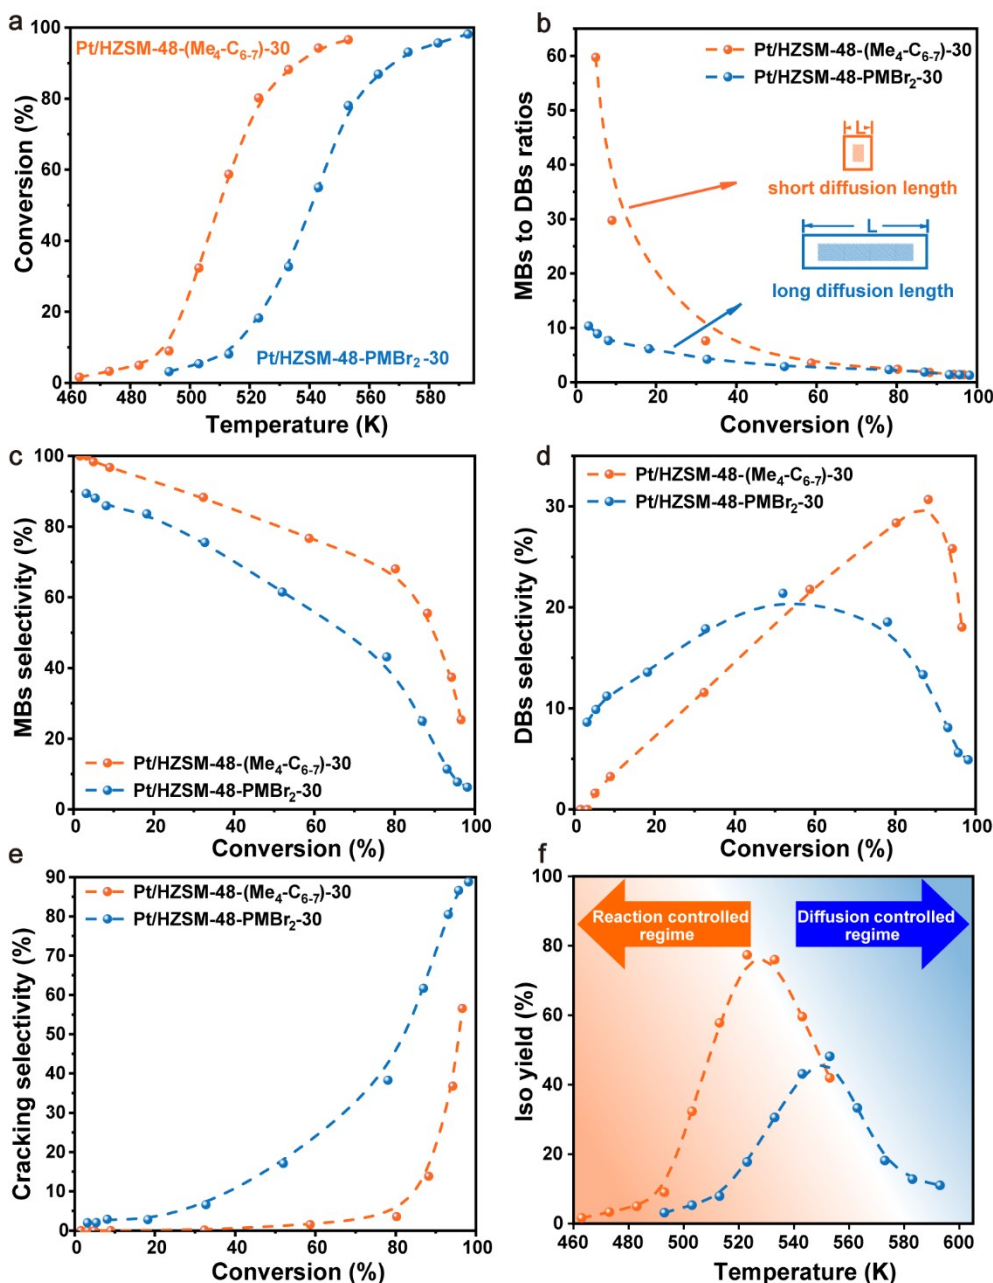 a
Pt/HZSM-48-(Me₄-C₆₋₇)-30
Pt/HZSM-48-PMBr₂-30
Conversion (%)
100
80
60
40
20
0
460 480 500 520 540 560 580
Temperature (K)
b
Pt/HZSM-48-(Me₄-C₆₋₇)-30
Pt/HZSM-48-PMBr₂-30
L
short diffusion length
L
long diffusion length
MBs to DBs ratios
60
50
40
30
20
10
0
0 20 40 60 80 100
Conversion (%)
c
Pt/HZSM-48-(Me₄-C₆₋₇)-30
Pt/HZSM-48-PMBr₂-30
MBs selectivity (%)
100
80
60
40
20
0
0 20 40 60 80 100
Conversion (%)
d
Pt/HZSM-48-(Me₄-C₆₋₇)-30
Pt/HZSM-48-PMBr₂-30
DBs selectivity (%)
30
20
10
0
0 20 40 60 80 100
Conversion (%)
e
Pt/HZSM-48-(Me₄-C₆₋₇)-30
Pt/HZSM-48-PMBr₂-30
Cracking selectivity (%)
90
80
70
60
50
40
30
20
10
0
0 20 40 60 80 100
Conversion (%)
f
Reaction controlled
regime
Diffusion controlled
regime
Iso yield (%)
100
80
60
40
20
0
460 480 500 520 540 560 580 600
Temperature (K)